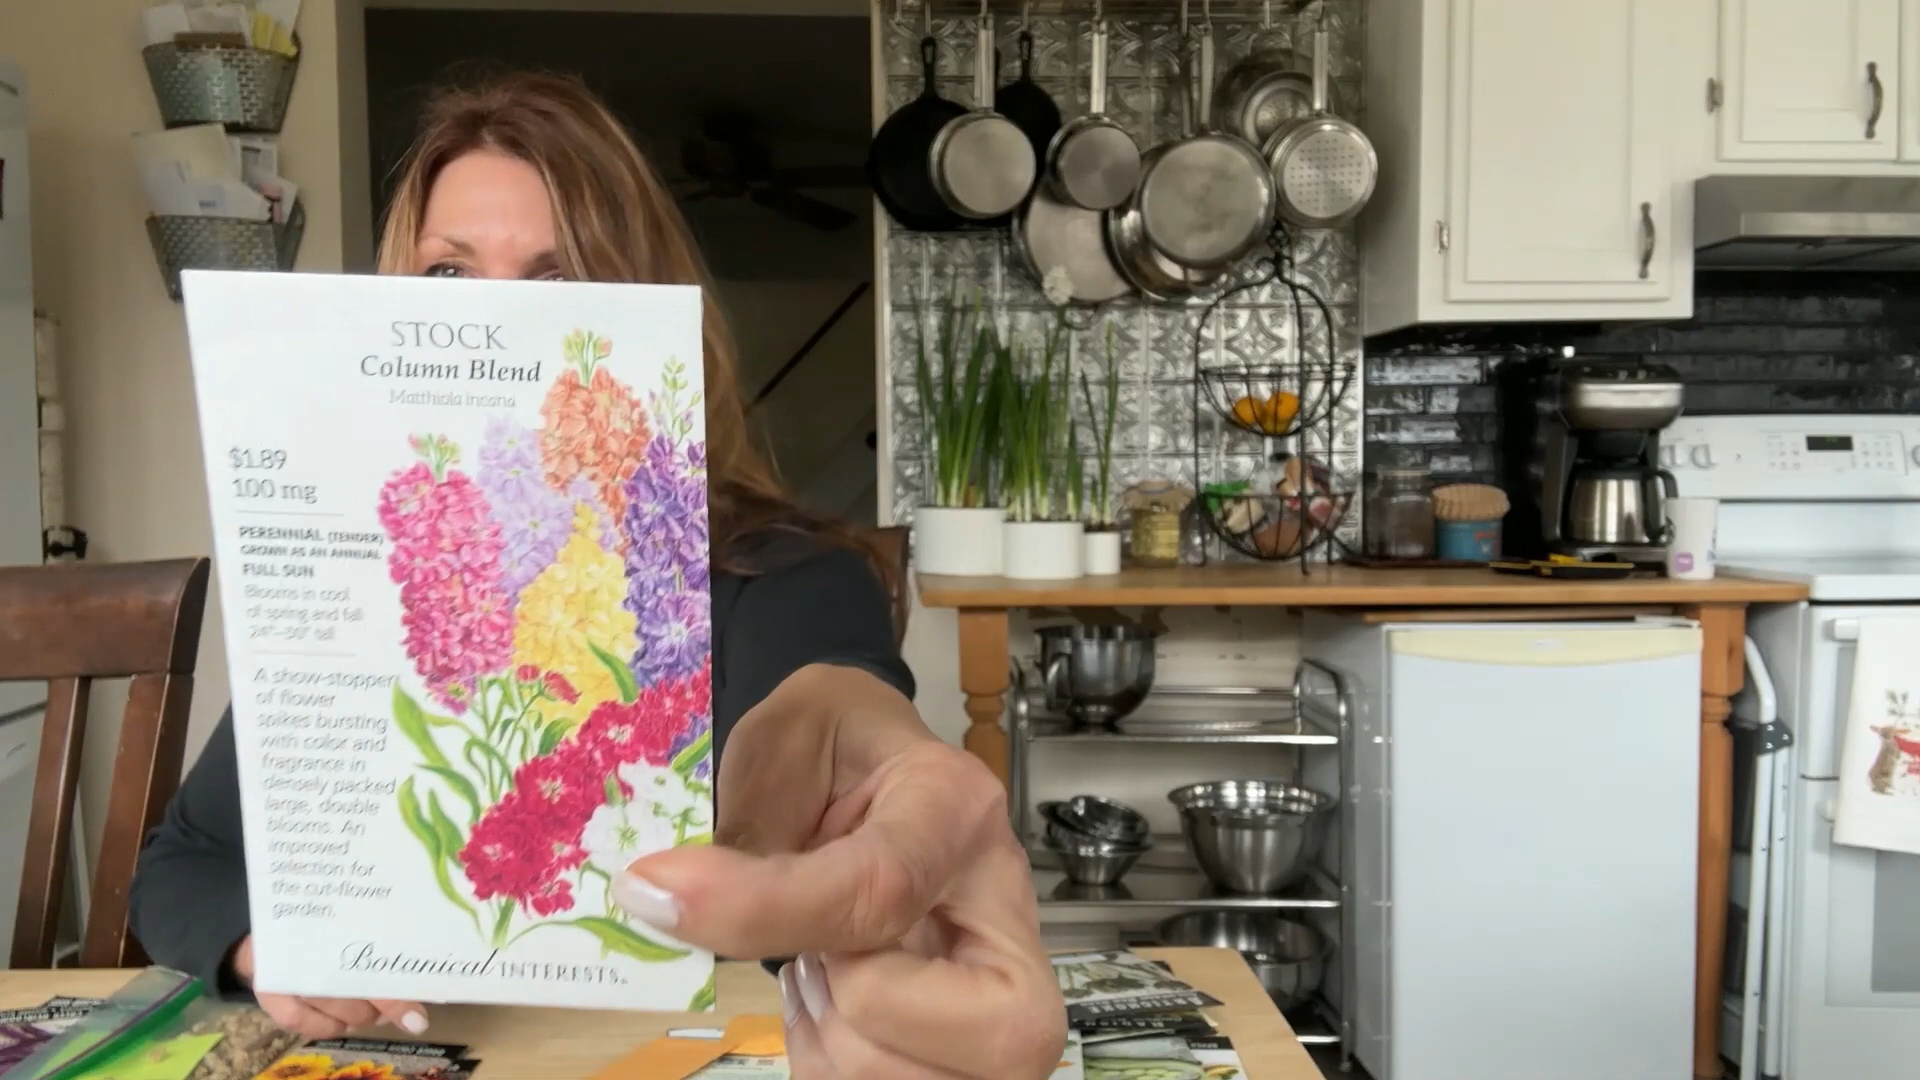 STOCK
Column Blend
Matthiola incana
$1.89
100 mg
PERENNIAL (TENDER)
GROWN AS AN ANNUAL
FULL SUN
Blooms in cool
of spring and fall
24"–30" tall
A show-stopper
of flower
spikes bursting
with color and
fragrance in
densely packed
large, double
blooms. An
improved
selection for
the cut-flower
garden.
Botanical INTERESTS®